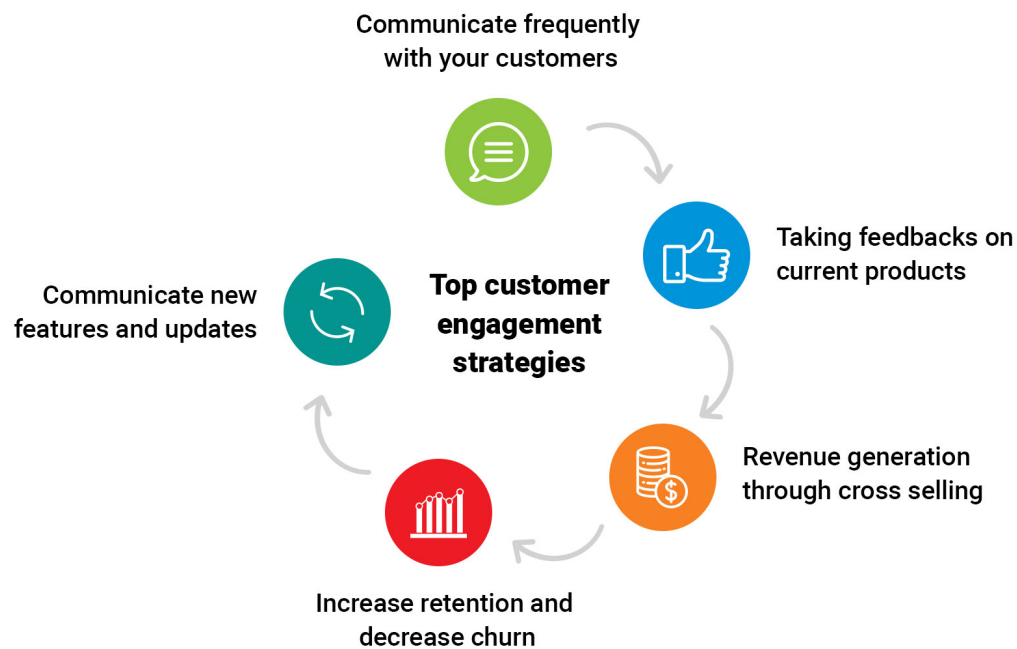 Communicate frequently
with your customers
Taking feedbacks on
current products
Top customer
engagement
strategies
Communicate new
features and updates
Revenue generation
through cross selling
$
Increase retention and
decrease churn